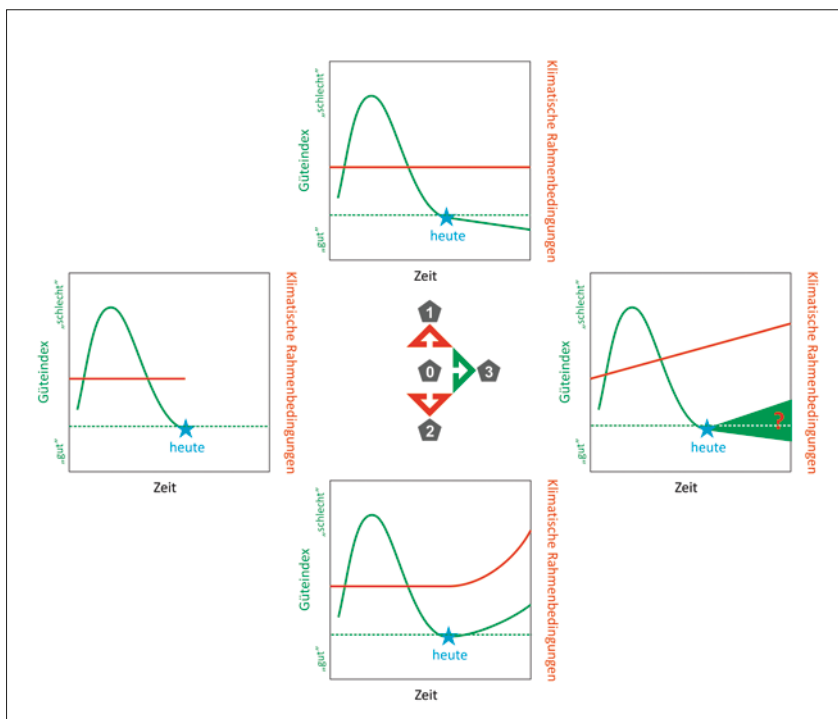 „schlecht“
Güteindex
„gut“
heute
Zeit
Klimatische Rahmenbedingungen
„schlecht“
Güteindex
„gut“
heute
Zeit
Klimatische Rahmenbedingungen
1
0
3
2
„schlecht“
Güteindex
„gut“
?
heute
Zeit
Klimatische Rahmenbedingungen
„schlecht“
Güteindex
„gut“
heute
Zeit
Klimatische Rahmenbedingungen